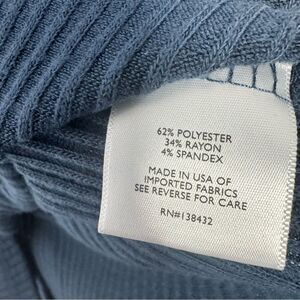 62% POLYESTER
34% RAYON
4% SPANDEX
MADE IN USA OF
IMPORTED FABRICS
SEE REVERSE FOR CARE
RN#138432